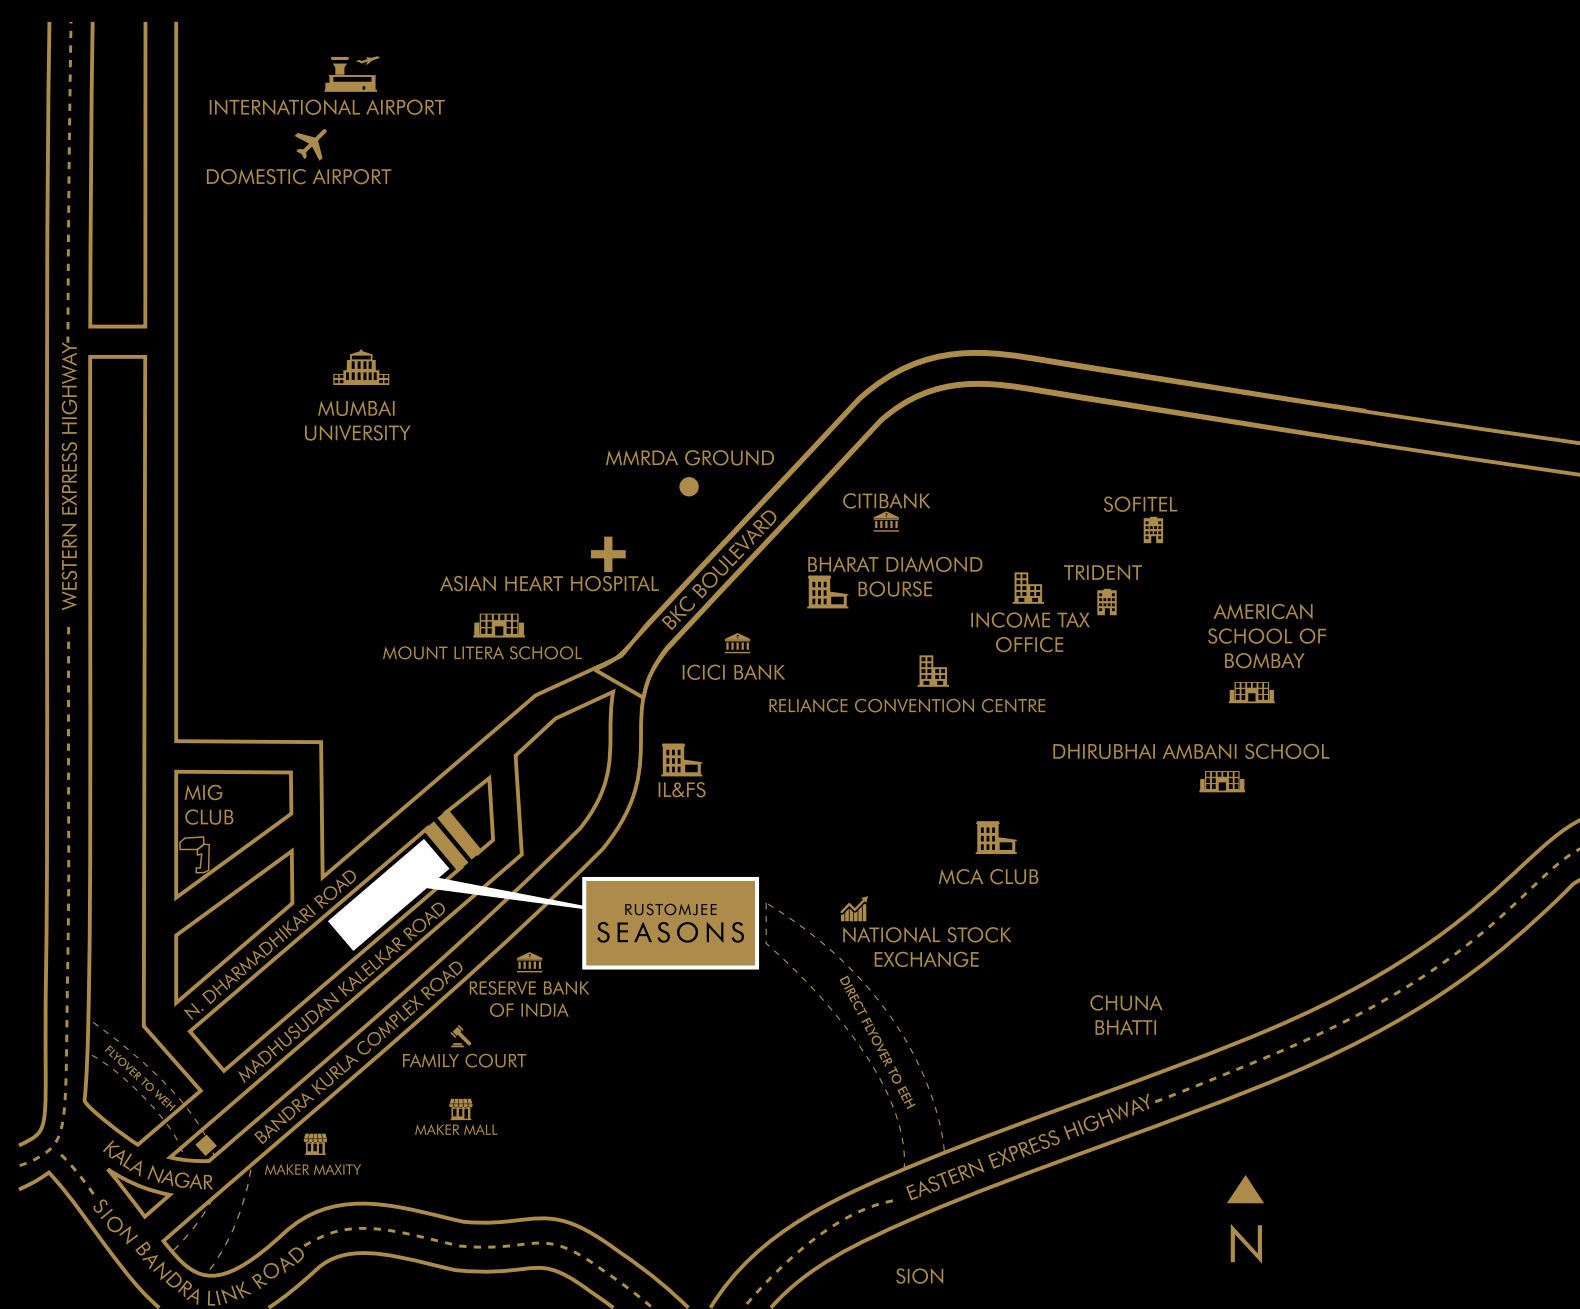 INTERNATIONAL AIRPORT
DOMESTIC AIRPORT
WESTERN EXPRESS HIGHWAY
MUMBAI
UNIVERSITY
MMRDA GROUND
ASIAN HEART HOSPITAL
MOUNT LITERA SCHOOL
BKC BOULEVARD
CITIBANK
BHARAT DIAMOND
BOURSE
SOFITEL
TRIDENT
INCOME TAX
OFFICE
AMERICAN
SCHOOL OF
BOMBAY
ICICI BANK
RELIANCE CONVENTION CENTRE
DHIRUBHAI AMBANI SCHOOL
IL&FS
MIG
CLUB
MCA CLUB
N. DHARMADHIKARI ROAD
MADHUSUDAN KALELKAR ROAD
BANDRA KURLA COMPLEX ROAD
RUSTOMJEE
SEASONS
NATIONAL STOCK
EXCHANGE
RESERVE BANK
OF INDIA
FAMILY COURT
DIRECT FLYOVER TO EEH
CHUNA
BHATTI
FLYOVER TO WEH
MAKER MALL
MAKER MAXITY
KALA NAGAR
SION BANDRA LINK ROAD
EASTERN EXPRESS HIGHWAY
SION
N